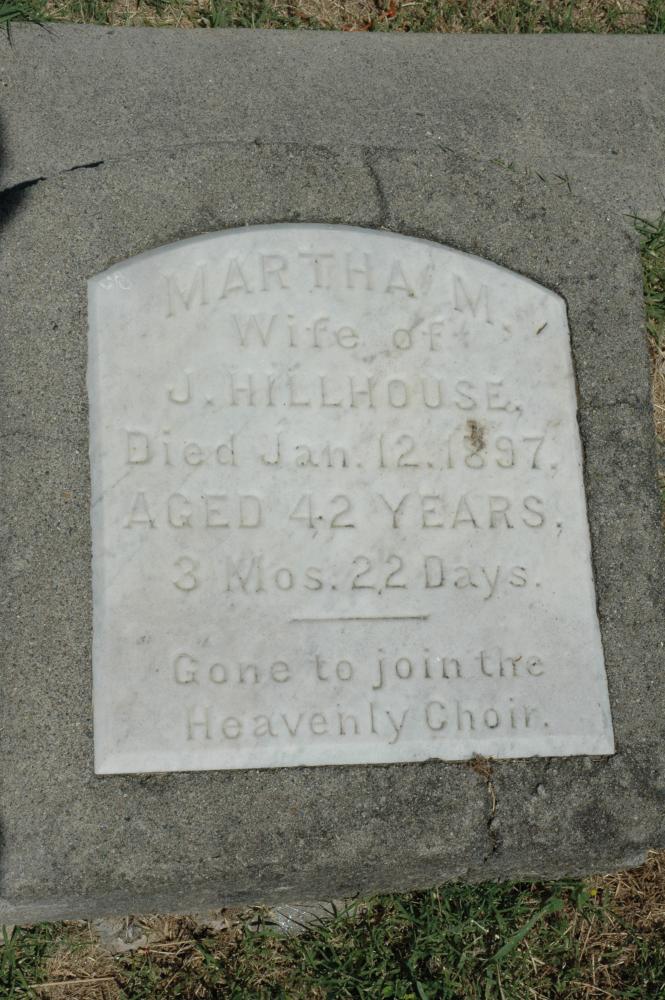 MARTHA M.
Wife of
J. HILLHOUSE,
Died Jan. 12. 1897.
AGED 42 YEARS,
3 Mos. 22 Days.
Gone to join the
Heavenly Choir.